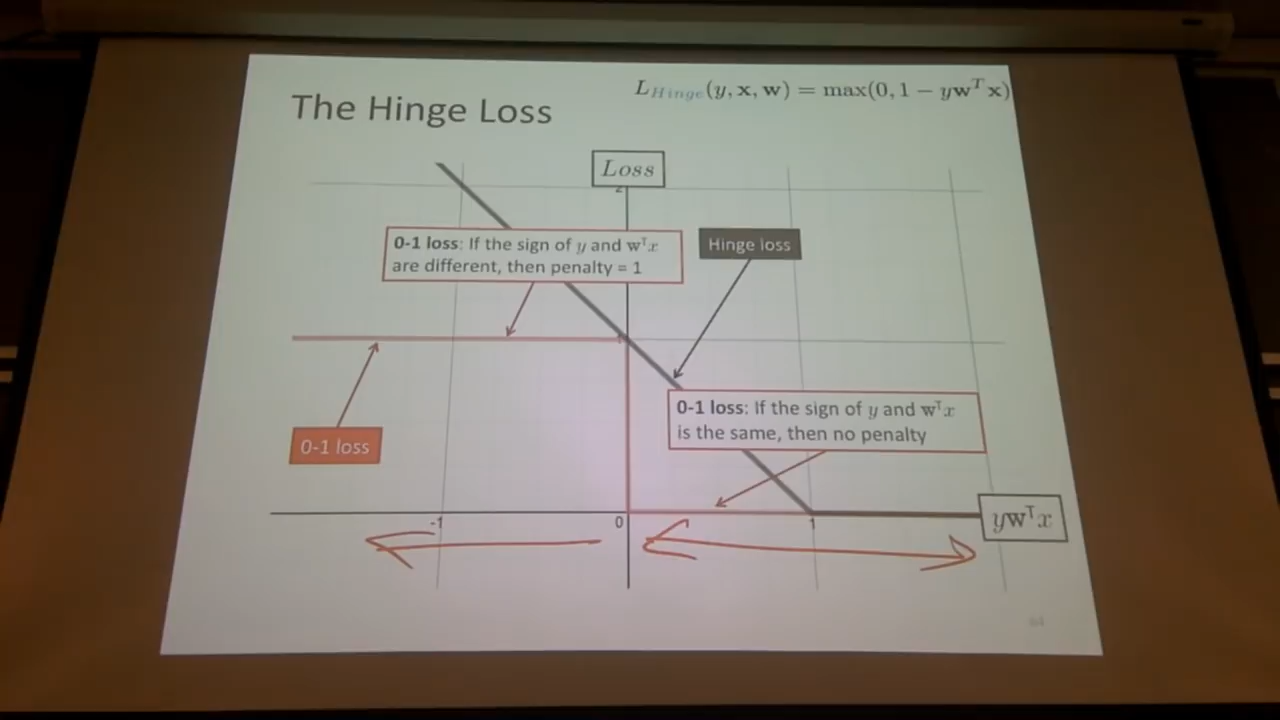 The Hinge Loss
L_Hinge(y, x, w) = max(0, 1 − yw^T x)
Loss
2
0-1 loss: If the sign of y and w^T x
are different, then penalty = 1
Hinge loss
0-1 loss: If the sign of y and w^T x
is the same, then no penalty
0-1 loss
-1
0
1
yw^T x